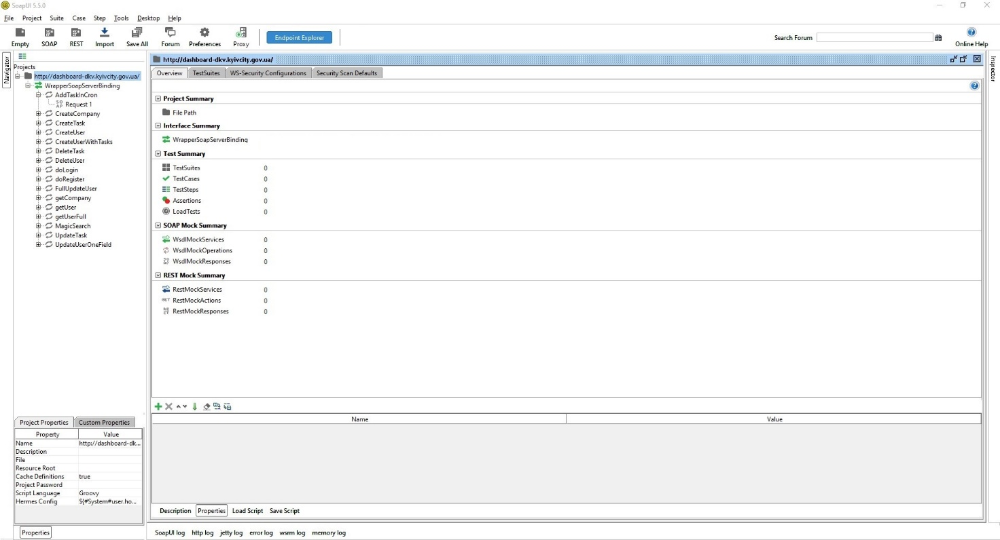 SoapUI 5.5.0
File Project Suite Case Step Tools Desktop Help
Empty SOAP REST Import Save All Forum Preferences Proxy Endpoint Explorer Search Forum Online Help
Navigator
Projects
http://dashboard-dkv.kyivcity.gov.ua/
WrapperSoapServerBinding
AddTaskInCron
Request 1
CreateCompany
CreateTask
CreateUser
CreateUserWithTasks
DeleteTask
DeleteUser
doLogin
doRegister
FullUpdateUser
getCompany
getUser
getUserFull
MagicSearch
UpdateTask
UpdateUserOneField
Project Properties Custom Properties
Property Value
Name http://dashboard-dk...
Description
File
Resource Root
Cache Definitions true
Project Password
Script Language Groovy
Hermes Config ${#System#user.ho...
Properties
http://dashboard-dkv.kyivcity.gov.ua/
Overview TestSuites WS-Security Configurations Security Scan Defaults
Project Summary
File Path
Interface Summary
WrapperSoapServerBinding
Test Summary
TestSuites 0
TestCases 0
TestSteps 0
Assertions 0
LoadTests 0
SOAP Mock Summary
WsdlMockServices 0
WsdlMockOperations 0
WsdlMockResponses 0
REST Mock Summary
RestMockServices 0
RestMockActions 0
RestMockResponses 0
Name Value
Description Properties Load Script Save Script
SoapUI log http log jetty log error log wsrm log memory log
Inspector